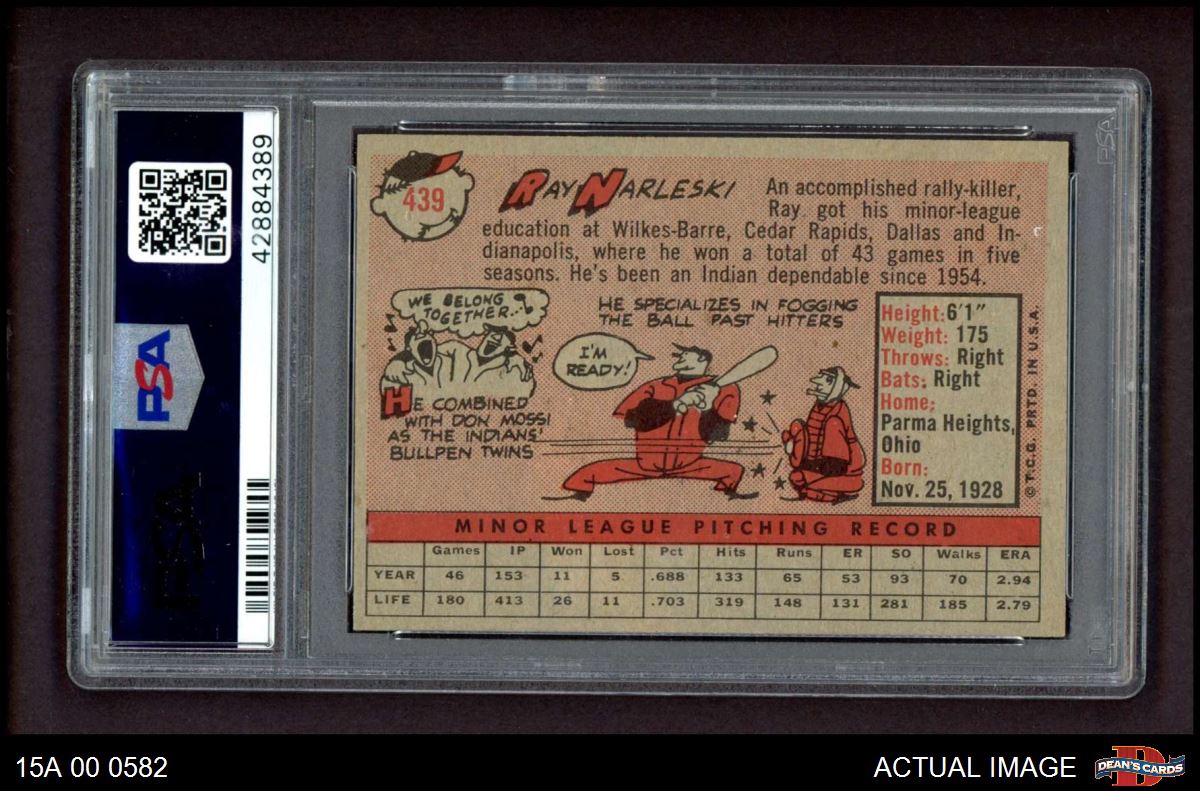 42884389
PSA
PSA
439
RAY NARLESKI
An accomplished rally-killer,
Ray got his minor-league
education at Wilkes-Barre, Cedar Rapids, Dallas and In-
dianapolis, where he won a total of 43 games in five
seasons. He's been an Indian dependable since 1954.
WE BELONG
TOGETHER...
HE COMBINED
WITH DON MOSSI
AS THE INDIANS'
BULLPEN TWINS
HE SPECIALIZES IN FOGGING
THE BALL PAST HITTERS
I'M
READY!
Height: 6'1"
Weight: 175
Throws: Right
Bats: Right
Home:
Parma Heights,
Ohio
Born:
Nov. 25, 1928
© T.C.G. PRTD. IN U.S.A.
MINOR LEAGUE PITCHING RECORD
Games IP Won Lost Pct Hits Runs ER SO Walks ERA
YEAR 46 153 11 5 .688 133 65 53 93 70 2.94
LIFE 180 413 26 11 .703 319 148 131 281 185 2.79
PSA
15A 00 0582
ACTUAL IMAGE
DEAN'S CARDS